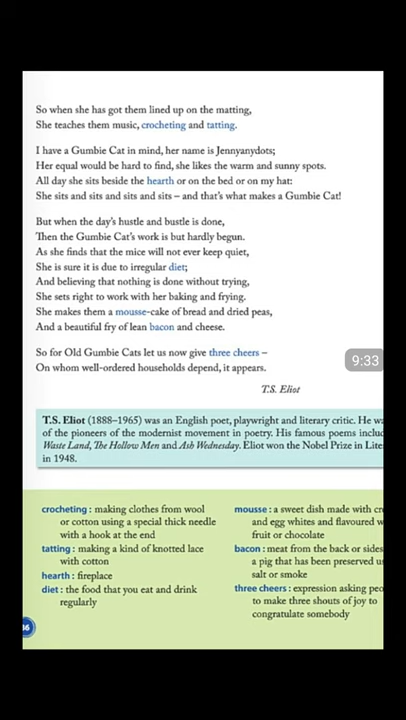 So when she has got them lined up on the matting,
She teaches them music, crocheting and tatting.
I have a Gumbie Cat in mind, her name is Jennyanydots;
Her equal would be hard to find, she likes the warm and sunny spots.
All day she sits beside the hearth or on the bed or on my hat:
She sits and sits and sits and sits – and that's what makes a Gumbie Cat!
But when the day's hustle and bustle is done,
Then the Gumbie Cat's work is but hardly begun.
As she finds that the mice will not ever keep quiet,
She is sure it is due to irregular diet;
And believing that nothing is done without trying,
She sets right to work with her baking and frying.
She makes them a mousse-cake of bread and dried peas,
And a beautiful fry of lean bacon and cheese.
So for Old Gumbie Cats let us now give three cheers –
On whom well-ordered households depend, it appears.
9:33
T.S. Eliot
T.S. Eliot (1888–1965) was an English poet, playwright and literary critic. He
of the pioneers of the modernist movement in poetry. His famous poems
Waste Land, The Hollow Men and Ash Wednesday. Eliot won the Nobel Prize in
in 1948.
crocheting : making clothes from wool
or cotton using a special thick needle
with a hook at the end
tatting : making a kind of knotted lace
with cotton
hearth : fireplace
diet : the food that you eat and drink
regularly
mousse : a sweet dish made with
and egg whites and flavoured
fruit or chocolate
bacon : meat from the back or sides
a pig that has been preserved
salt or smoke
three cheers : expression asking
to make three shouts of joy to
congratulate somebody